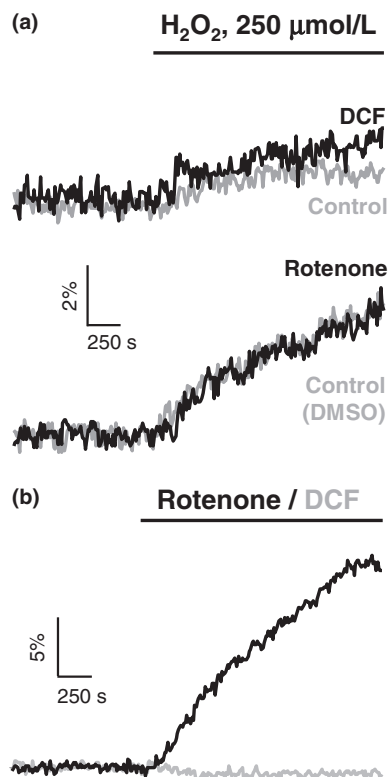 (a)
H₂O₂, 250 μmol/L
DCF
Control
2%
250 s
Rotenone
Control
(DMSO)
(b)
Rotenone / DCF
5%
250 s